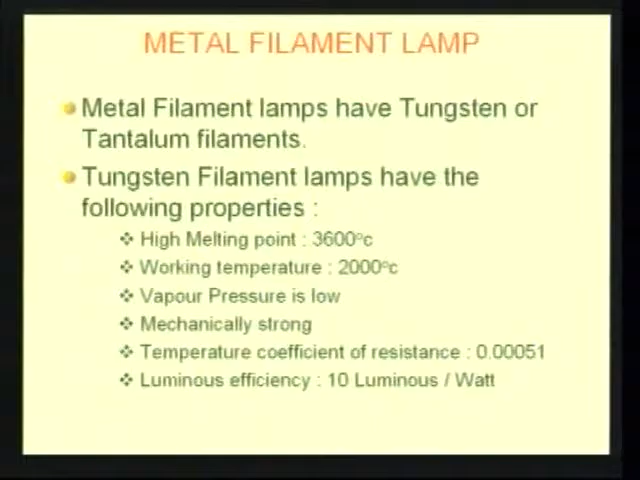 METAL FILAMENT LAMP
Metal Filament lamps have Tungsten or
Tantalum filaments.
Tungsten Filament lamps have the
following properties :
High Melting point : 3600°c
Working temperature : 2000°c
Vapour Pressure is low
Mechanically strong
Temperature coefficient of resistance : 0.00051
Luminous efficiency : 10 Luminous / Watt